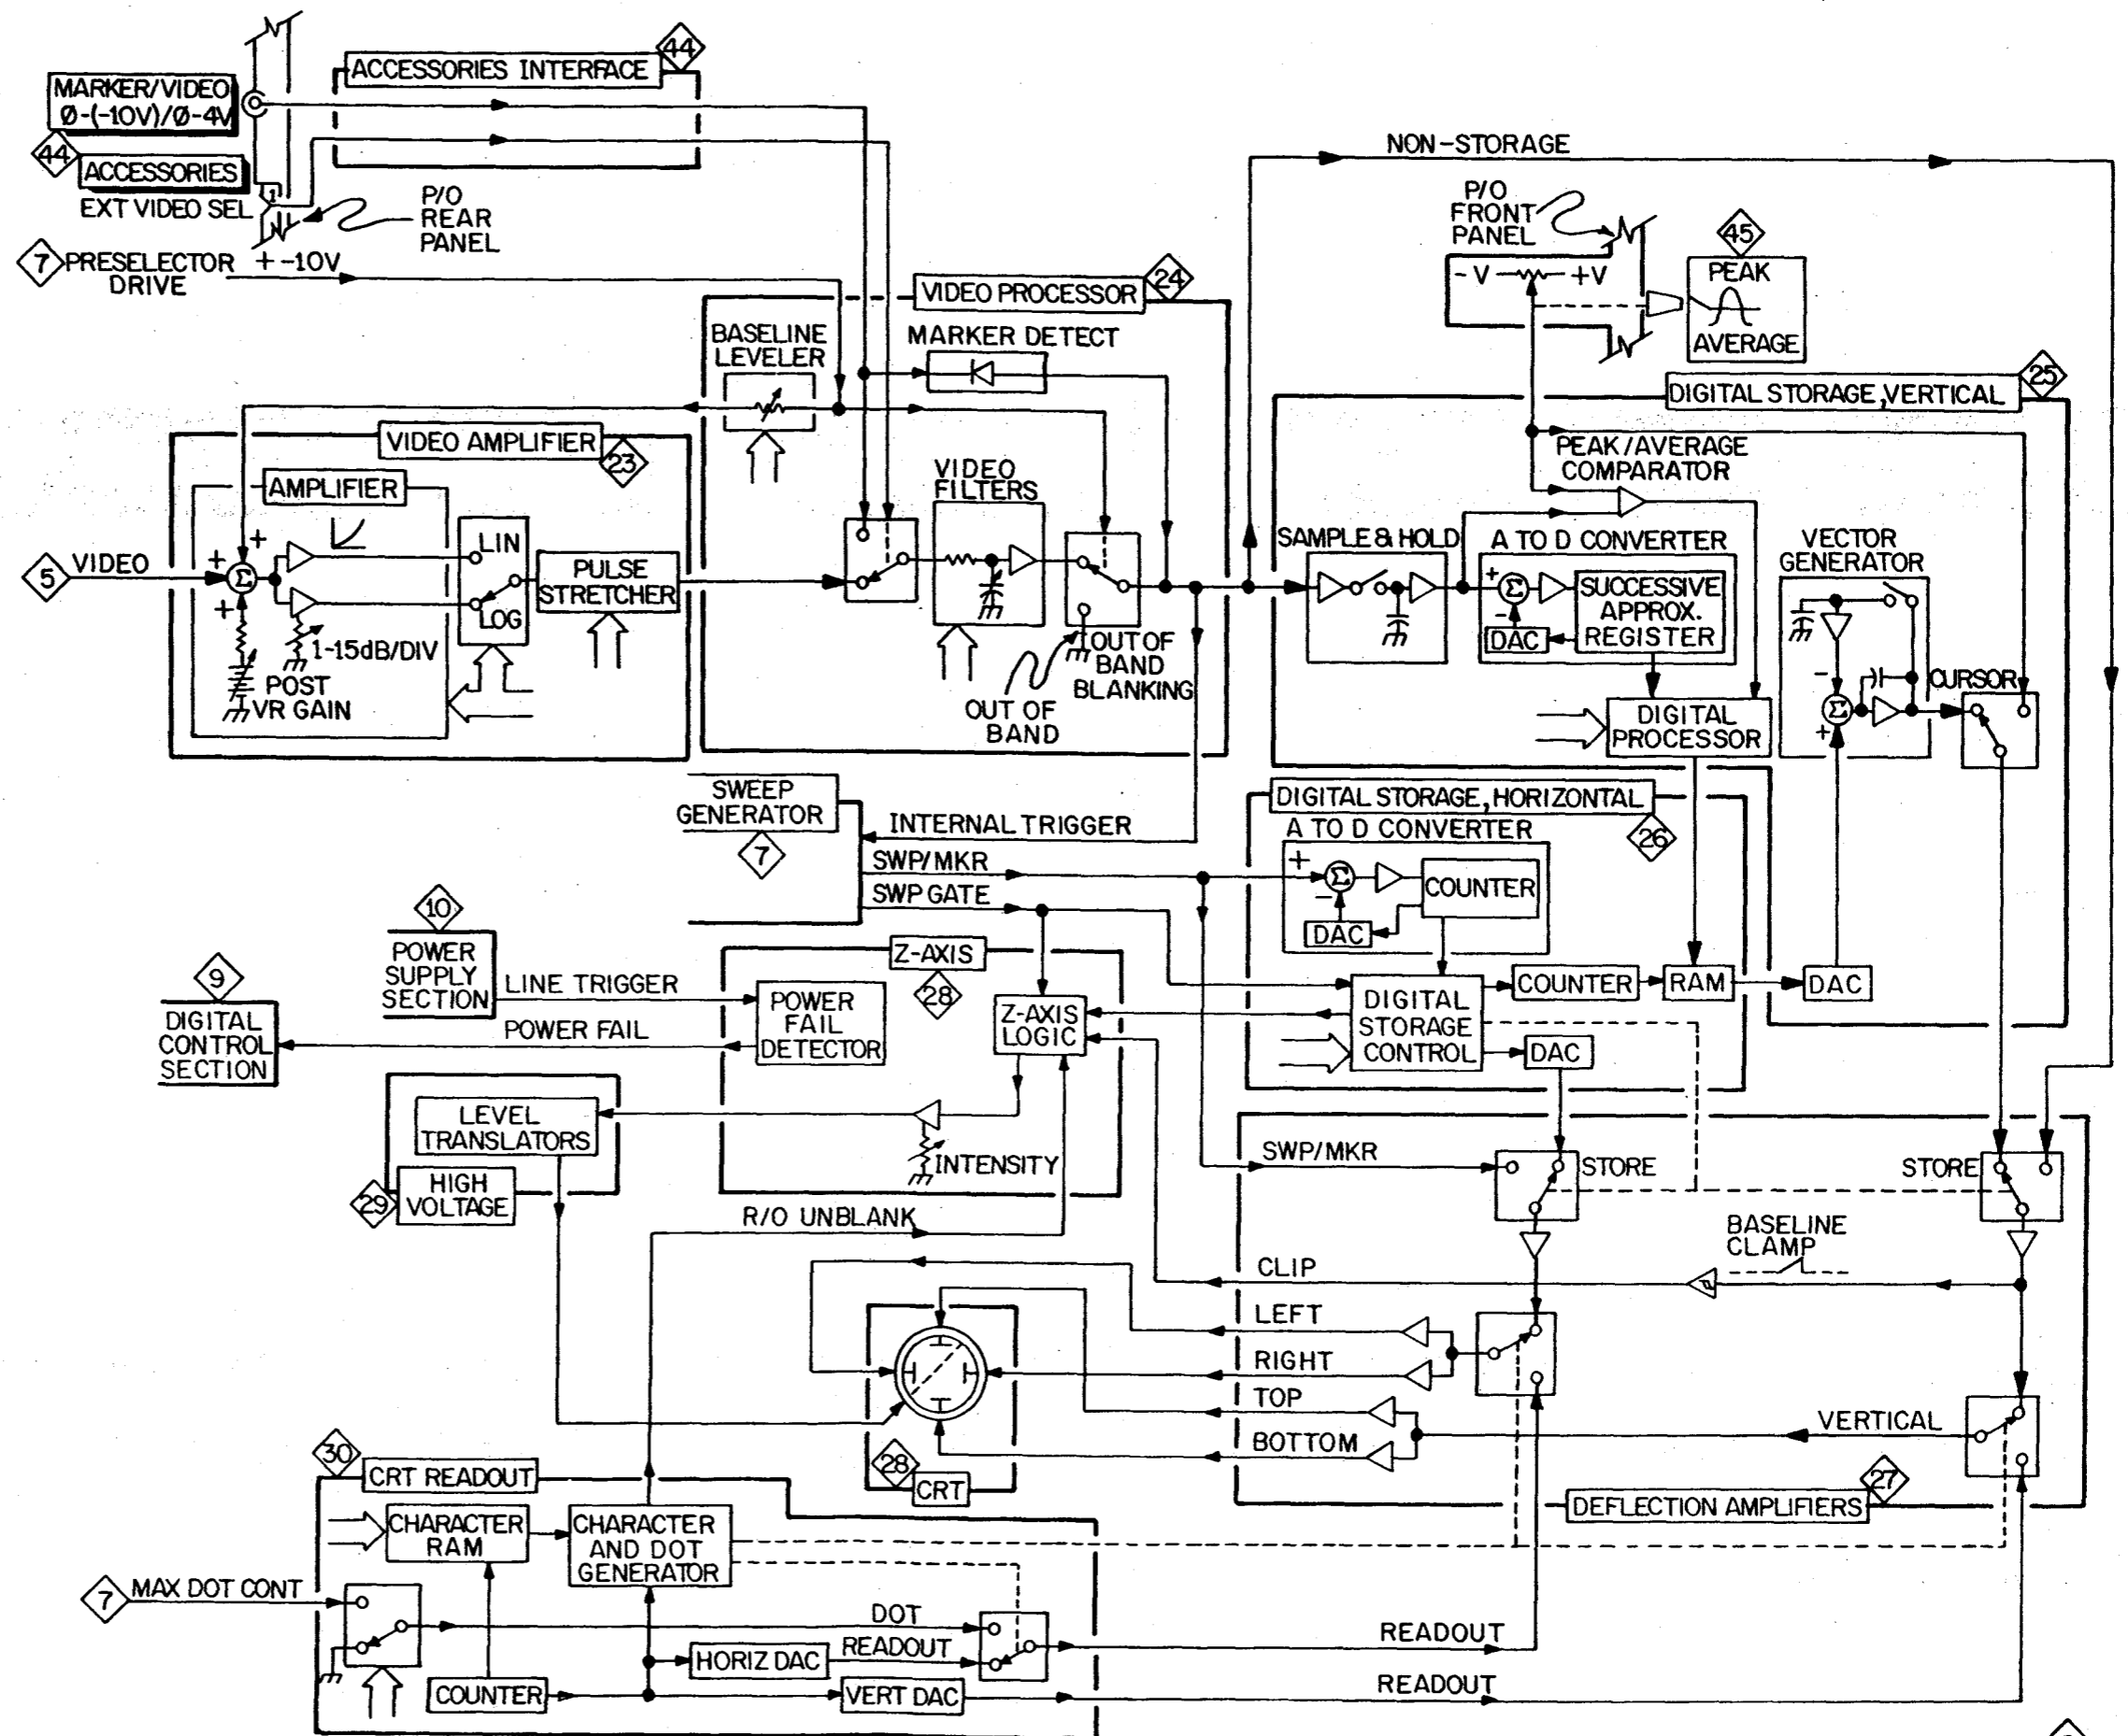 44
ACCESSORIES INTERFACE
MARKER/VIDEO
Ø-(-10V)/Ø-4V
44
ACCESSORIES
EXT VIDEO SEL
P/O
REAR
PANEL
7
PRESELECTOR
DRIVE
+-10V
NON-STORAGE
P/O
FRONT
PANEL
-V
+V
45
PEAK
AVERAGE
VIDEO PROCESSOR
24
BASELINE
LEVELER
MARKER DETECT
25
DIGITAL STORAGE, VERTICAL
VIDEO AMPLIFIER
23
AMPLIFIER
VIDEO
FILTERS
PEAK/AVERAGE
COMPARATOR
5
VIDEO
+
+
Σ
+
LIN
LOG
PULSE
STRETCHER
1-15dB/DIV
POST
VR GAIN
OUT OF
BAND
BLANKING
OUT OF
BAND
SAMPLE & HOLD
A TO D CONVERTER
+
Σ
-
SUCCESSIVE
APPROX.
REGISTER
DAC
VECTOR
GENERATOR
-
Σ
+
CURSOR
DIGITAL
PROCESSOR
SWEEP
GENERATOR
7
INTERNAL TRIGGER
SWP/MKR
SWP GATE
DIGITAL STORAGE, HORIZONTAL
26
A TO D CONVERTER
+
Σ
-
COUNTER
DAC
10
POWER
SUPPLY
SECTION
LINE TRIGGER
POWER FAIL
9
DIGITAL
CONTROL
SECTION
Z-AXIS
28
POWER
FAIL
DETECTOR
Z-AXIS
LOGIC
DIGITAL
STORAGE
CONTROL
COUNTER
RAM
DAC
DAC
LEVEL
TRANSLATORS
INTENSITY
29
HIGH
VOLTAGE
SWP/MKR
STORE
STORE
R/O UNBLANK
BASELINE
CLAMP
CLIP
LEFT
RIGHT
TOP
BOTTOM
VERTICAL
28
CRT
27
DEFLECTION AMPLIFIERS
30
CRT READOUT
CHARACTER
RAM
CHARACTER
AND DOT
GENERATOR
7
MAX DOT CONT
DOT
HORIZ DAC
READOUT
READOUT
COUNTER
VERT DAC
READOUT